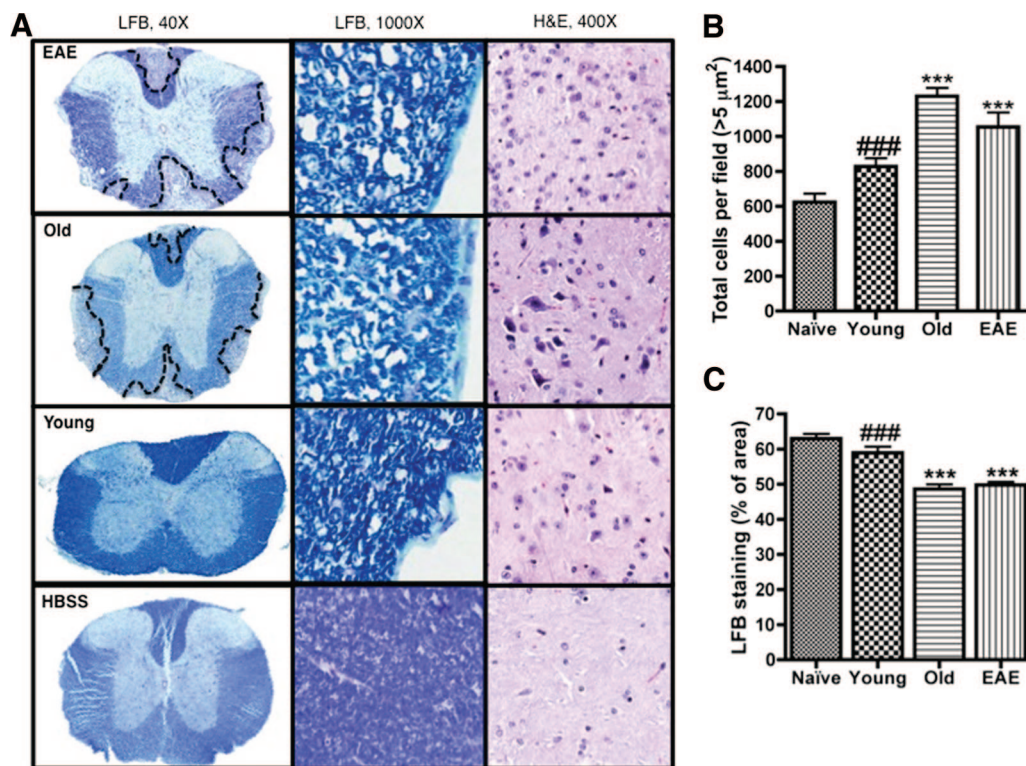 A
LFB, 40X
LFB, 1000X
H&E, 400X
EAE
Old
Young
HBSS
B
Total cells per field (>5 μm²)
1400
1200
1000
800
600
400
200
0
###
***
***
Naïve
Young
Old
EAE
C
LFB staining (% of area)
70
60
50
40
30
20
10
0
###
***
***
Naïve
Young
Old
EAE